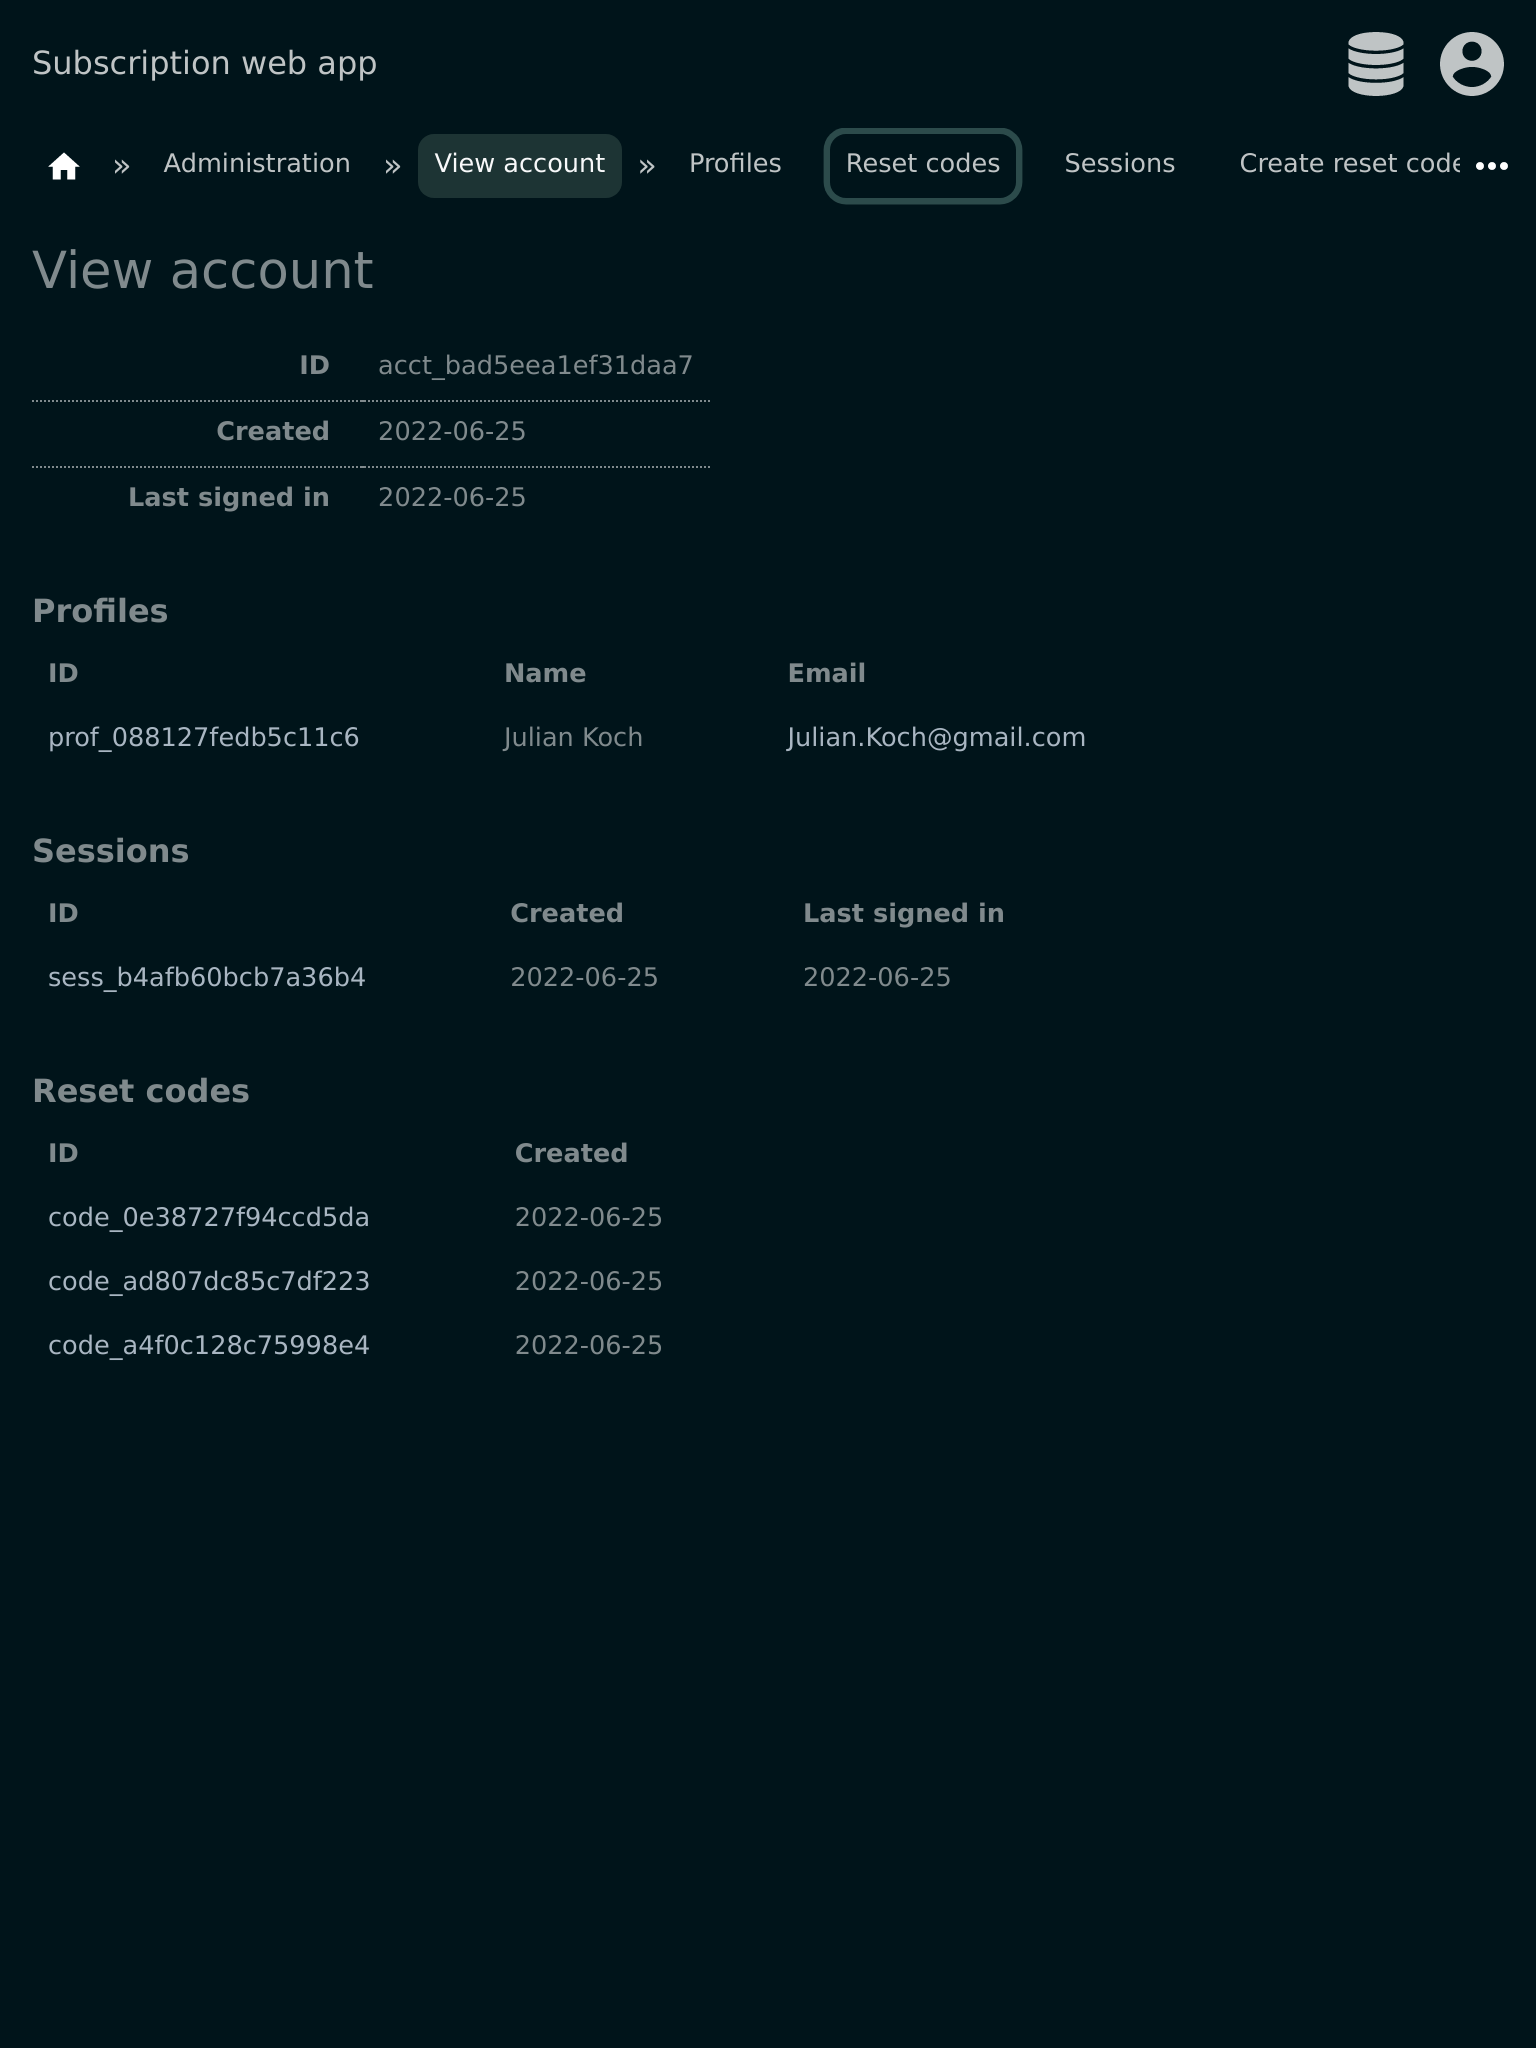 Subscription web app
» Administration » View account » Profiles Reset codes Sessions Create reset code
View account
ID acct_bad5eea1ef31daa7
Created 2022-06-25
Last signed in 2022-06-25
Profiles
ID Name Email
prof_088127fedb5c11c6 Julian Koch Julian.Koch@gmail.com
Sessions
ID Created Last signed in
sess_b4afb60bcb7a36b4 2022-06-25 2022-06-25
Reset codes
ID Created
code_0e38727f94ccd5da 2022-06-25
code_ad807dc85c7df223 2022-06-25
code_a4f0c128c75998e4 2022-06-25